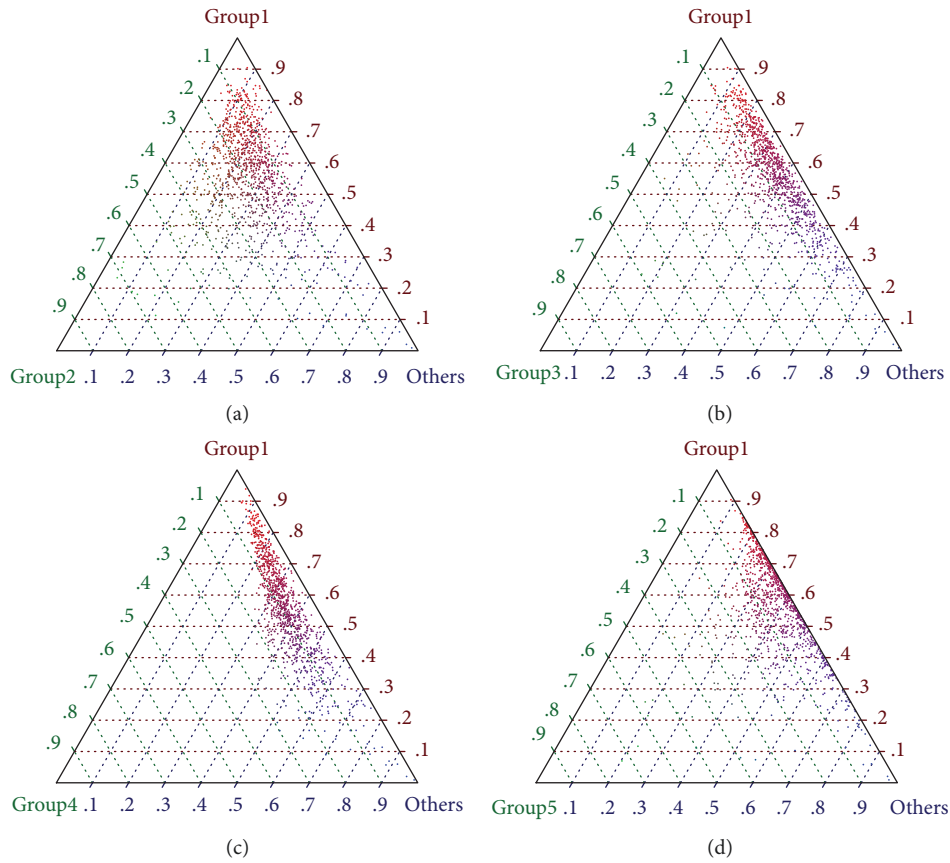 Group1 Group1
.1 .9 .1 .9
.2 .8 .2 .8
.3 .7 .3 .7
.4 .6 .4 .6
.5 .5 .5 .5
.6 .4 .6 .4
.7 .3 .7 .3
.8 .2 .8 .2
.9 .1 .9 .1
Group2 .1 .2 .3 .4 .5 .6 .7 .8 .9 Others Group3 .1 .2 .3 .4 .5 .6 .7 .8 .9 Others
(a) (b)
Group1 Group1
.1 .9 .1 .9
.2 .8 .2 .8
.3 .7 .3 .7
.4 .6 .4 .6
.5 .5 .5 .5
.6 .4 .6 .4
.7 .3 .7 .3
.8 .2 .8 .2
.9 .1 .9 .1
Group4 .1 .2 .3 .4 .5 .6 .7 .8 .9 Others Group5 .1 .2 .3 .4 .5 .6 .7 .8 .9 Others
(c) (d)